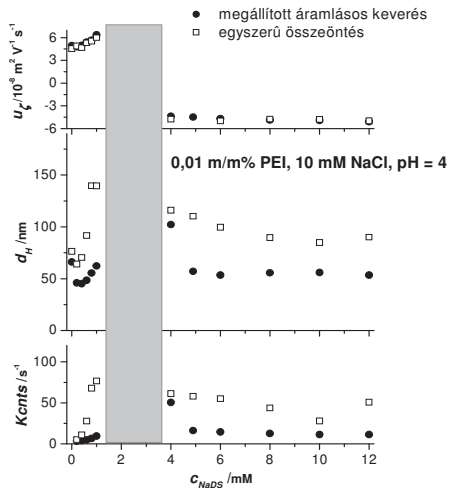 ● megállított áramlásos keverés
□ egyszerû összeöntés
u_ζ /10⁻⁸ m² V⁻¹ s⁻¹
6
3
0
-3
-6
0,01 m/m% PEI, 10 mM NaCl, pH = 4
d_H /nm
150
100
50
0
Kcnts / s⁻¹
100
50
0
0 2 4 6 8 10 12
c_NaDS /mM